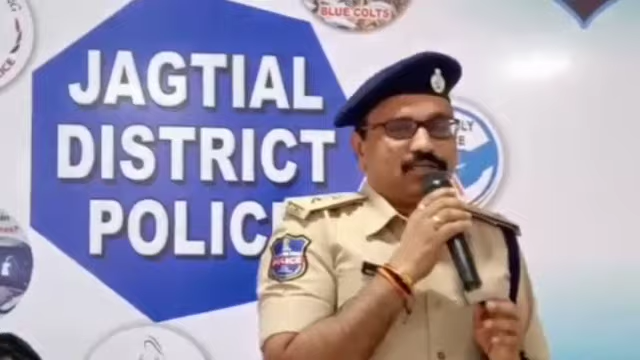 BLUE COLTS
JAGTIAL
DISTRICT
POLICE
POLICE